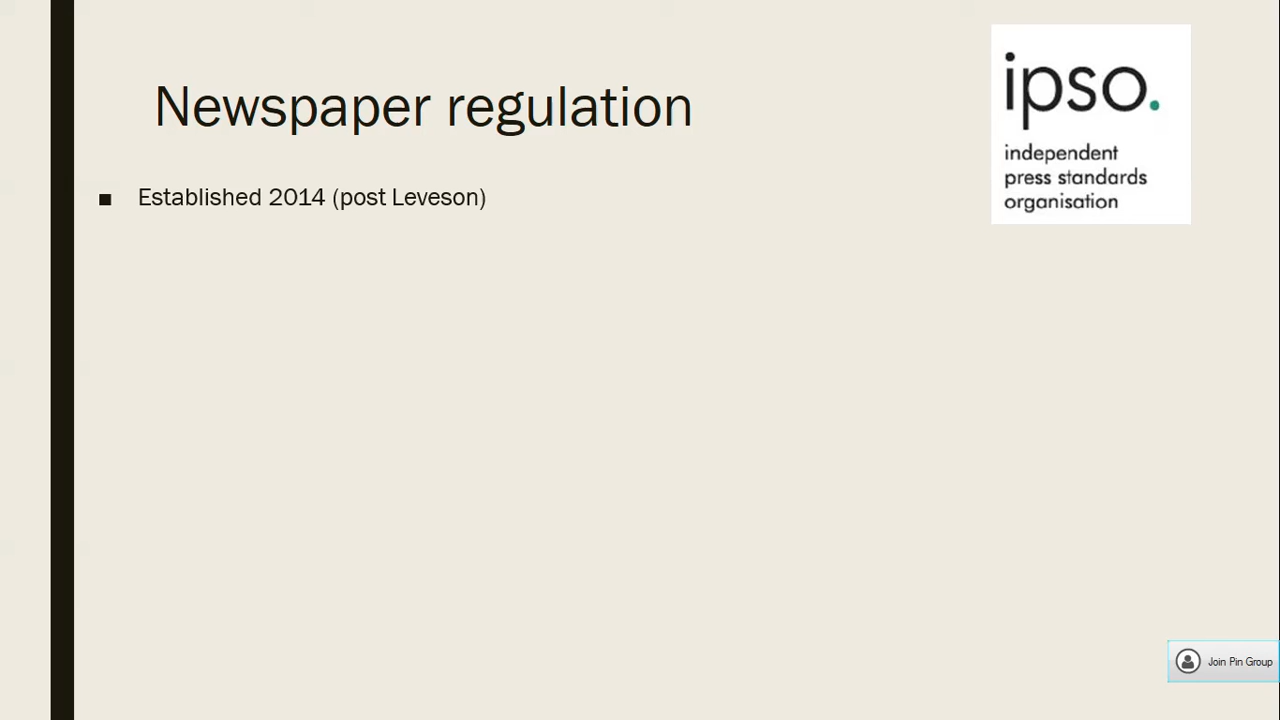 Newspaper regulation
■ Established 2014 (post Leveson)
ipso.
independent
press standards
organisation
Join Pin Group